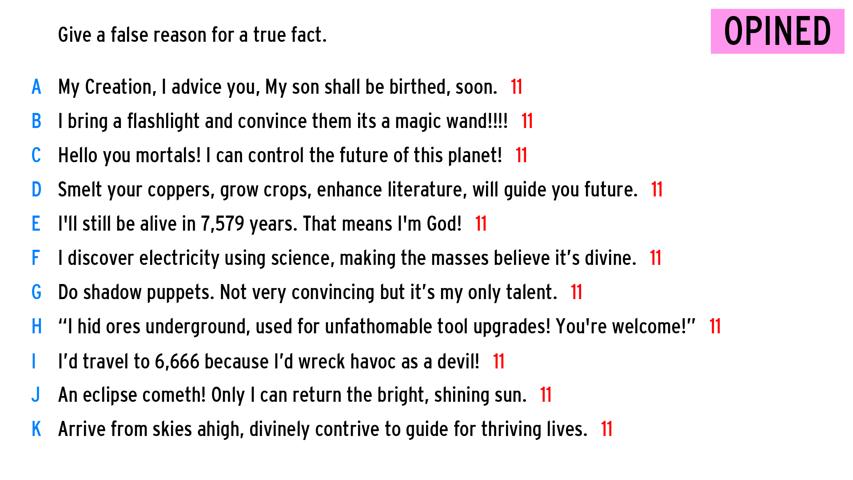 Give a false reason for a true fact.
OPINED
A My Creation, I advice you, My son shall be birthed, soon. 11
B I bring a flashlight and convince them its a magic wand!!!! 11
C Hello you mortals! I can control the future of this planet! 11
D Smelt your coppers, grow crops, enhance literature, will guide you future. 11
E I'll still be alive in 7,579 years. That means I'm God! 11
F I discover electricity using science, making the masses believe it’s divine. 11
G Do shadow puppets. Not very convincing but it’s my only talent. 11
H “I hid ores underground, used for unfathomable tool upgrades! You're welcome!” 11
I I’d travel to 6,666 because I’d wreck havoc as a devil! 11
J An eclipse cometh! Only I can return the bright, shining sun. 11
K Arrive from skies ahigh, divinely contrive to guide for thriving lives. 11